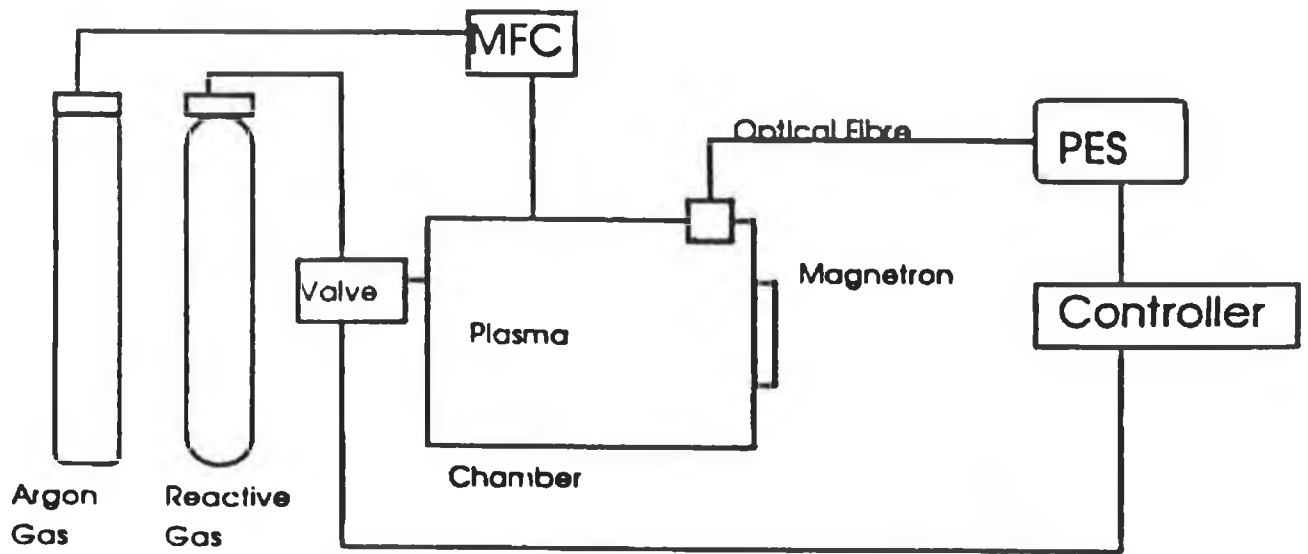 MFC
Optical Fibre
PES
Valve
Magnetron
Plasma
Controller
Chamber
Argon
Gas
Reactive
Gas